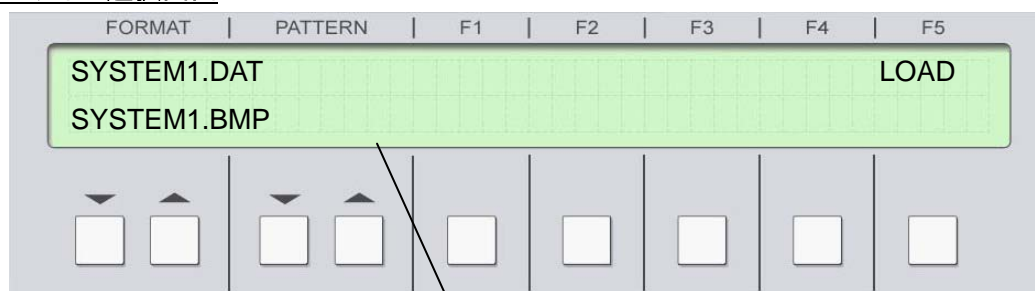 FORMAT PATTERN F1 F2 F3 F4 F5
SYSTEM1.DAT LOAD
SYSTEM1.BMP